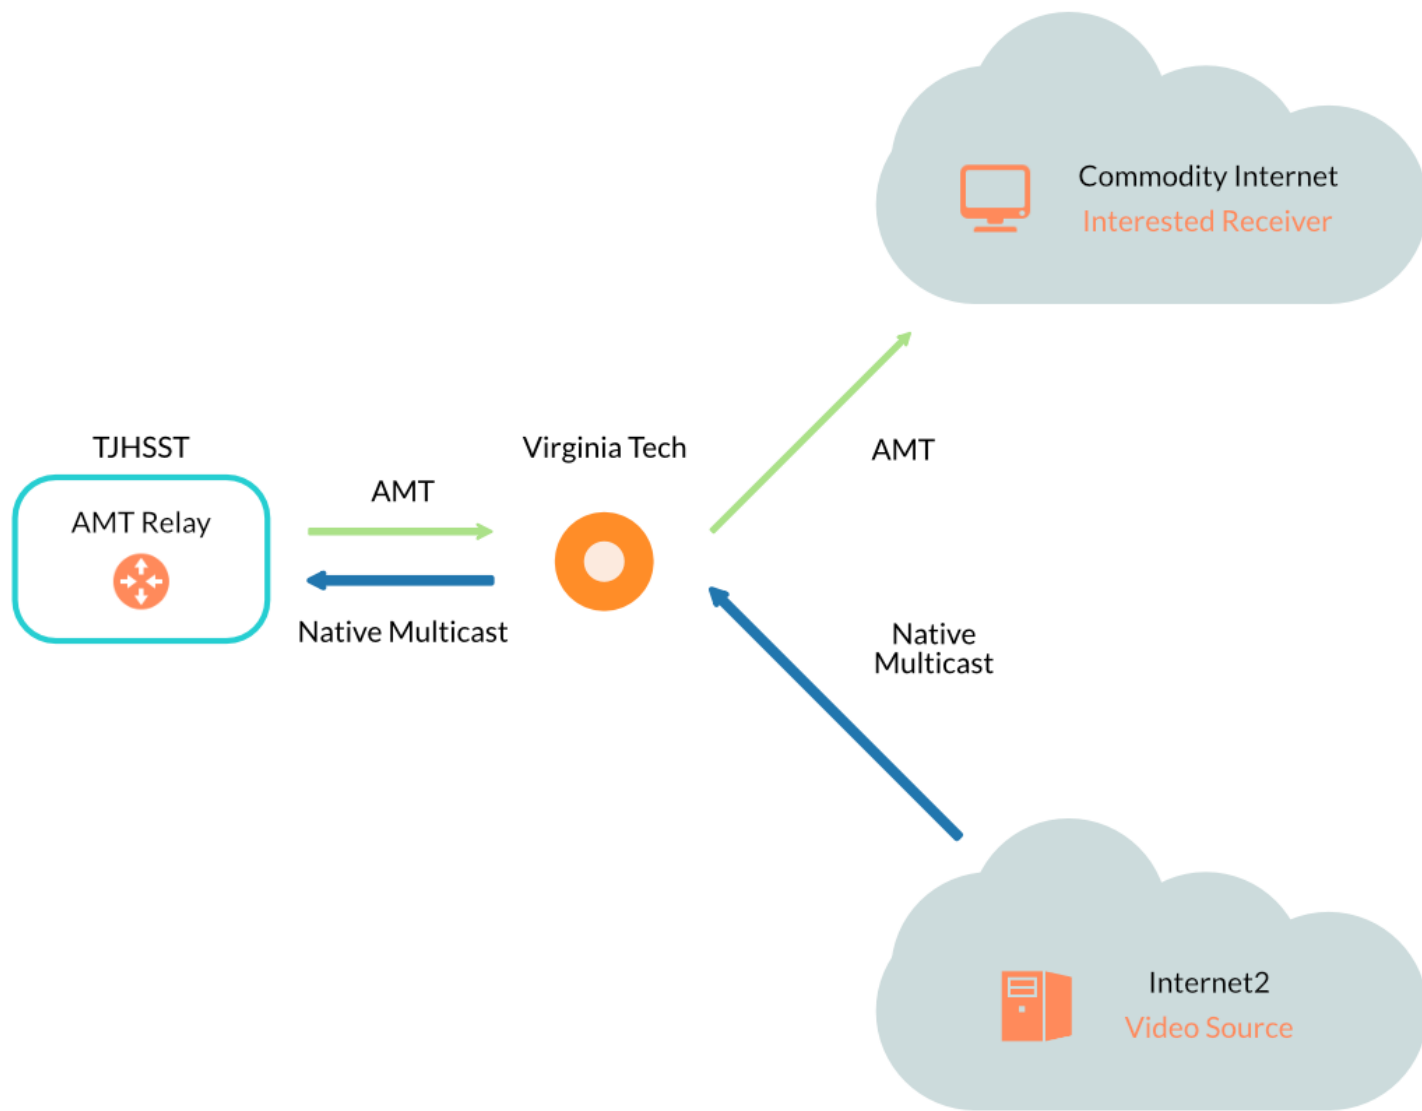 Commodity Internet
Interested Receiver
TJHSST
Virginia Tech
AMT
AMT Relay
AMT
Native Multicast
Native
Multicast
Internet2
Video Source